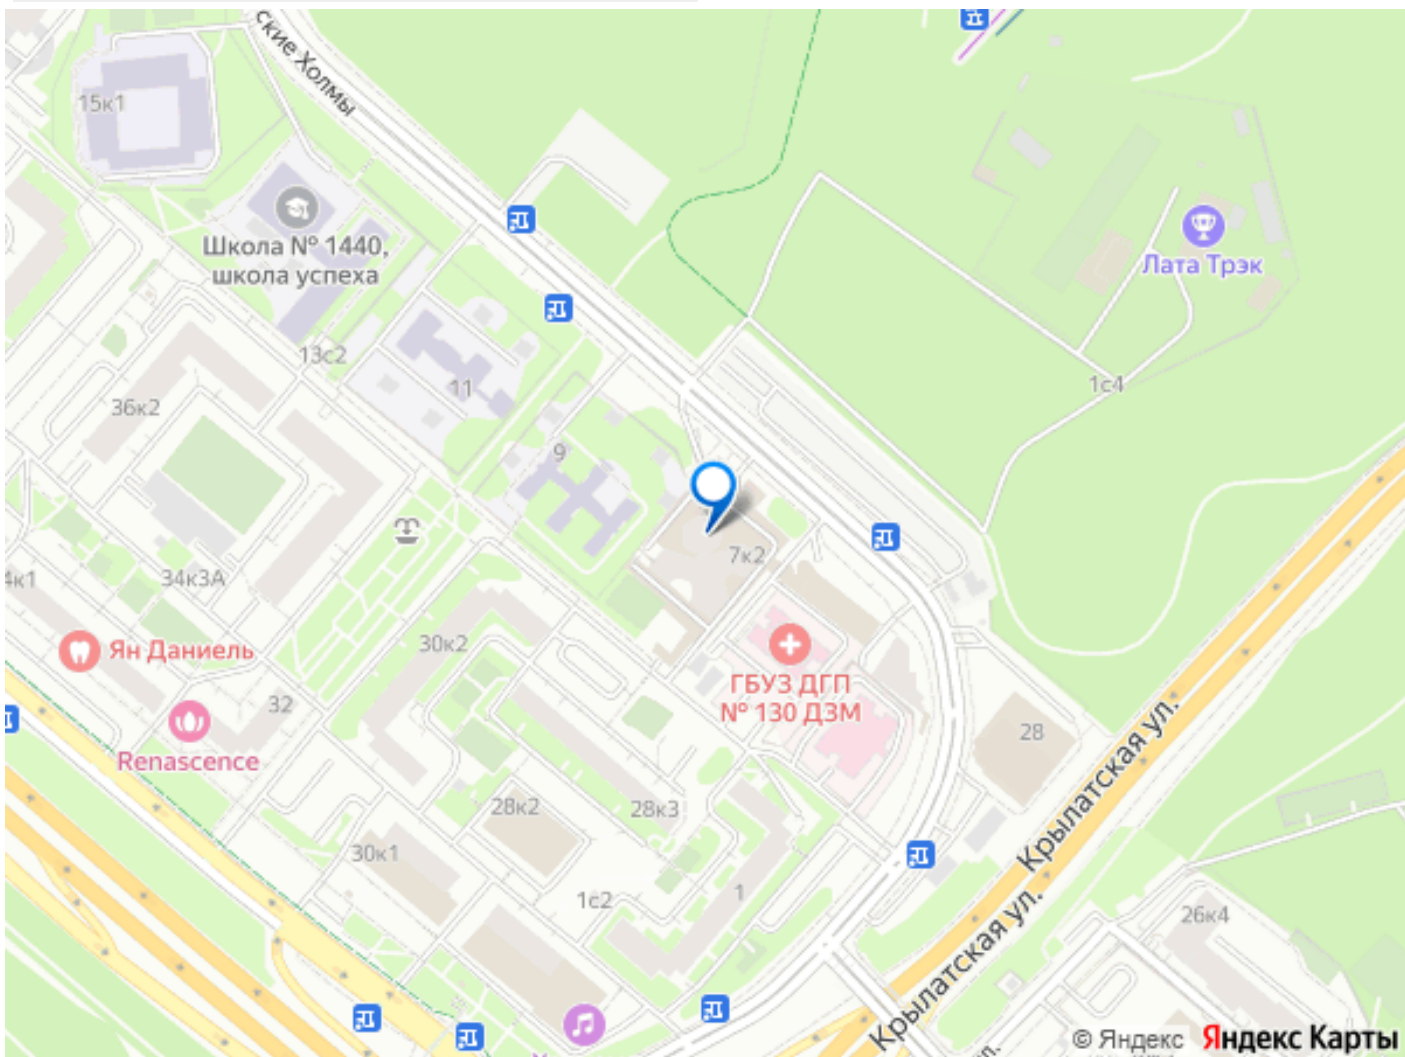 ские Холмы
15к1
Школа № 1440,
школа успеха
Лата Трэк
13с2
11
1с4
36к2
9
7к2
4к1
34к3А
30к2
Ян Даниель
ГБУЗ ДГП
№ 130 ДЗМ
32
28
Renascence
Крылатская ул.
28к2
28к3
30к1
1
1с2
26к4
Крылатская ул.
© Яндекс Яндекс Карты